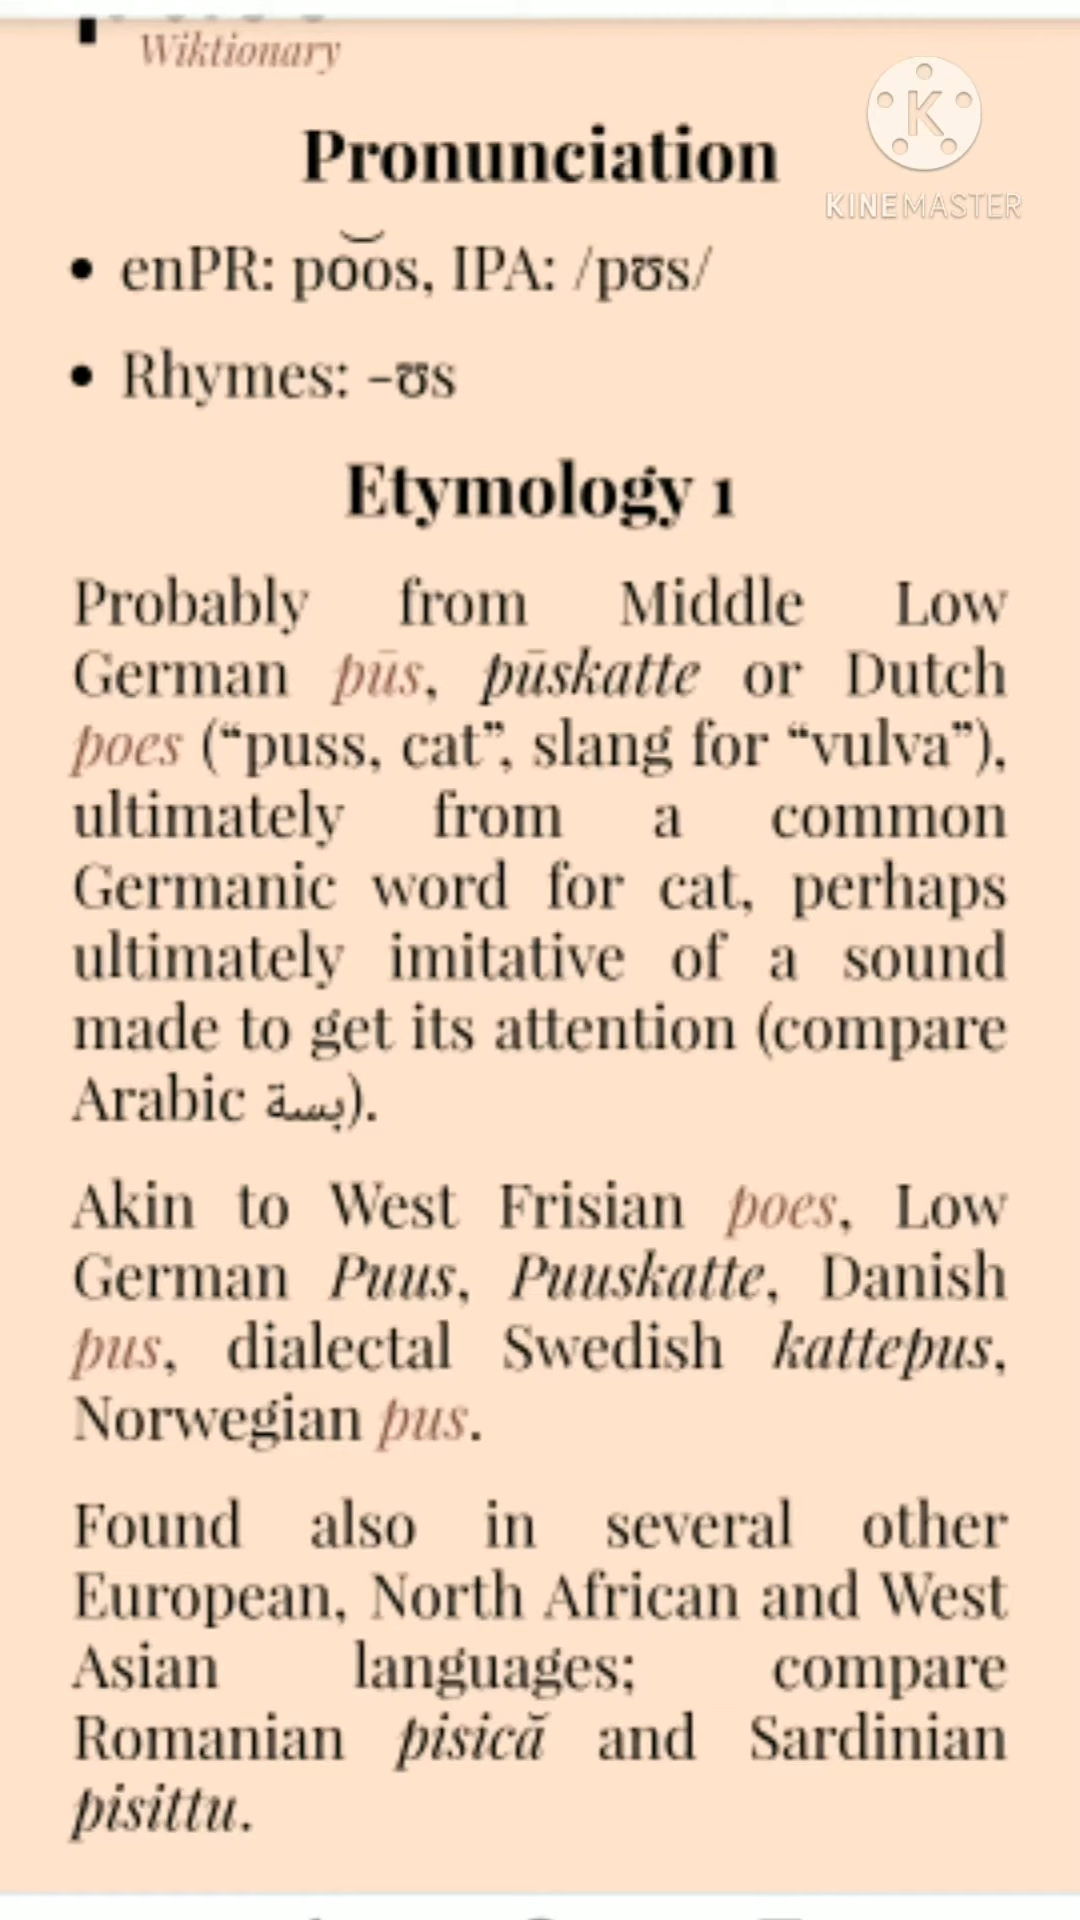 Wiktionary
K
KINEMASTER
Pronunciation
• enPR: po͝os, IPA: /pʊs/
• Rhymes: -ʊs
Etymology 1
Probably from Middle Low
German pūs, pūskatte or Dutch
poes (“puss, cat”, slang for “vulva”),
ultimately from a common
Germanic word for cat, perhaps
ultimately imitative of a sound
made to get its attention (compare
Arabic بسة).
Akin to West Frisian poes, Low
German Puus, Puuskatte, Danish
pus, dialectal Swedish kattepus,
Norwegian pus.
Found also in several other
European, North African and West
Asian languages; compare
Romanian pisică and Sardinian
pisittu.